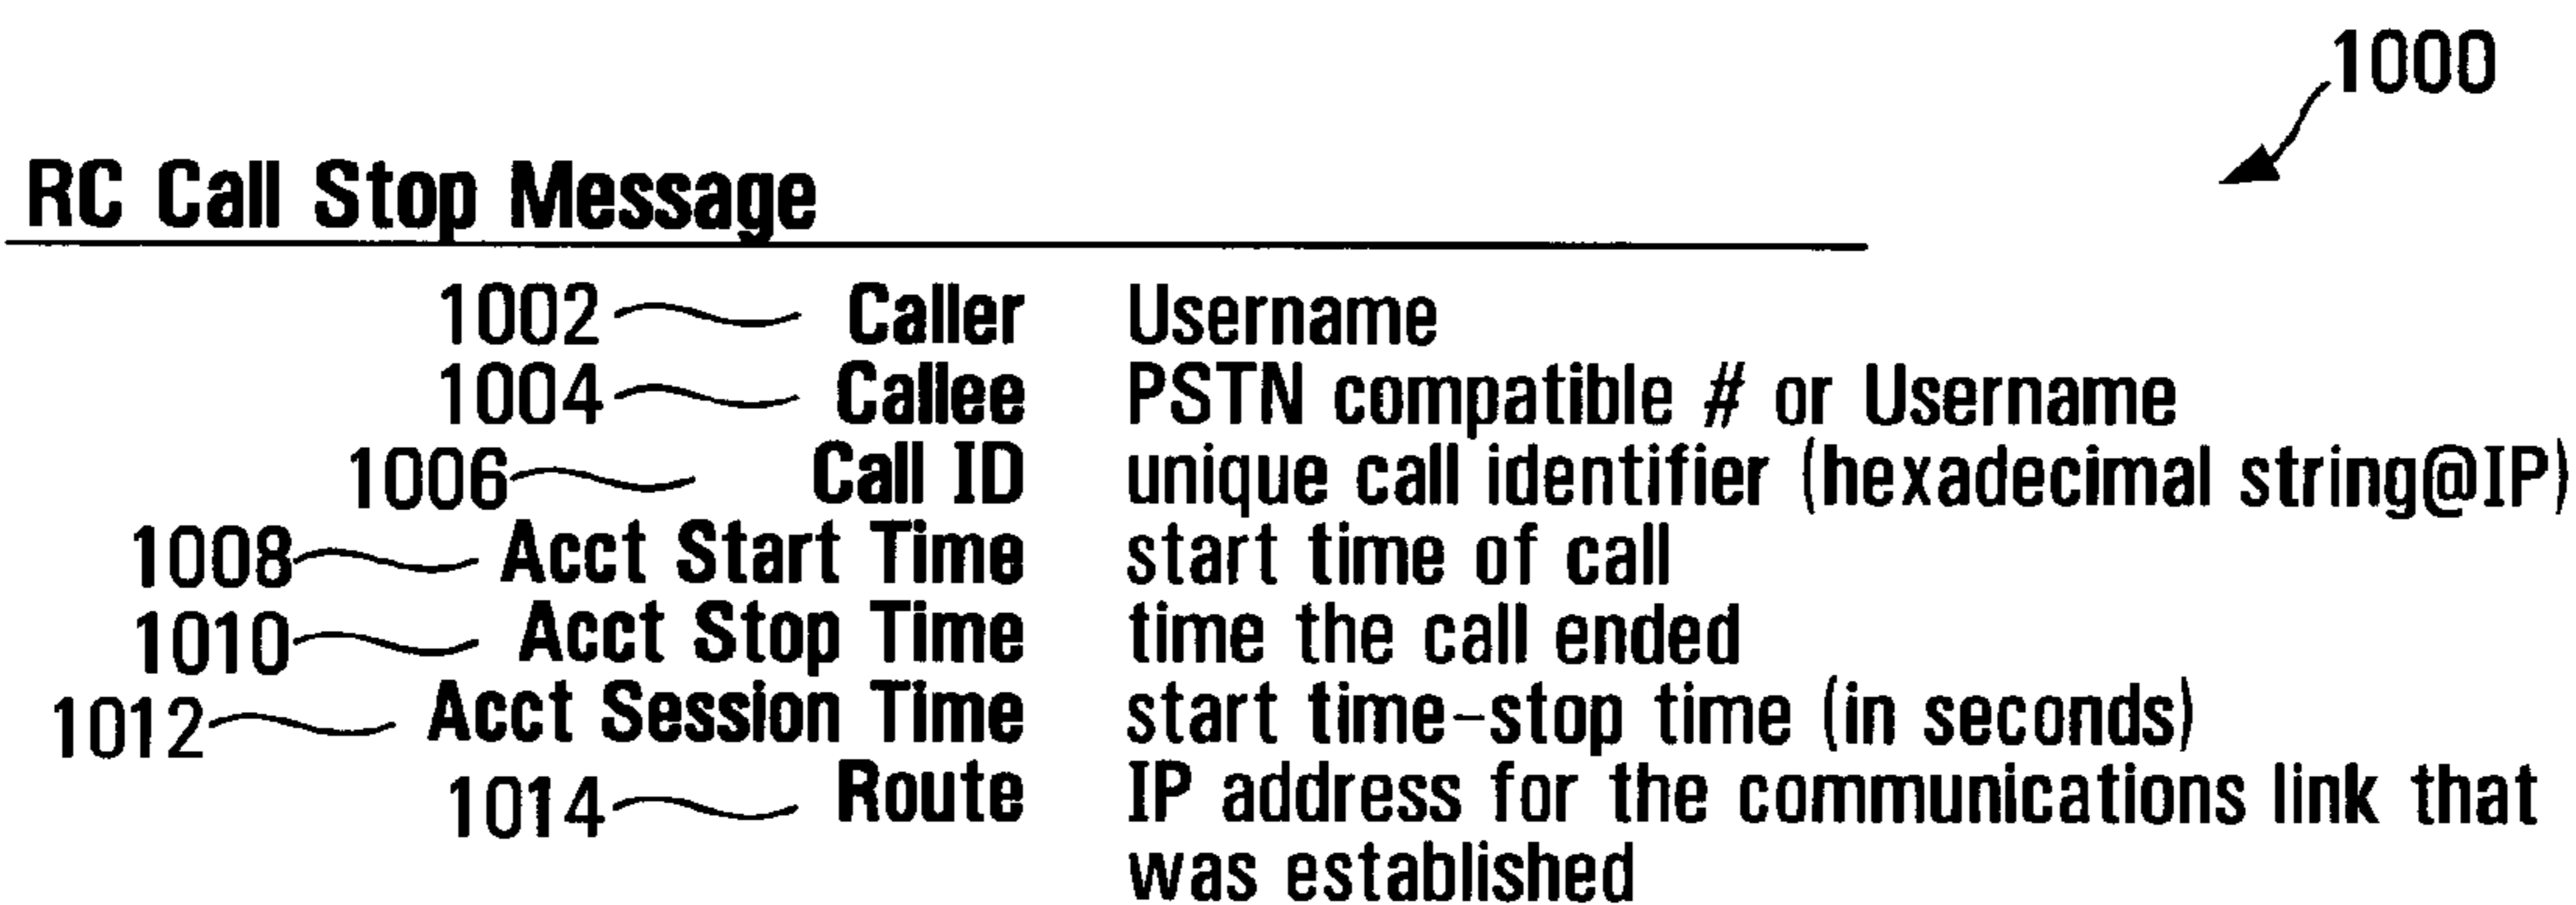 1000
RC Call Stop Message
1002 Caller Username
1004 Callee PSTN compatible # or Username
1006 Call ID unique call identifier (hexadecimal string@IP)
1008 Acct Start Time start time of call
1010 Acct Stop Time time the call ended
1012 Acct Session Time start time-stop time (in seconds)
1014 Route IP address for the communications link that
was established